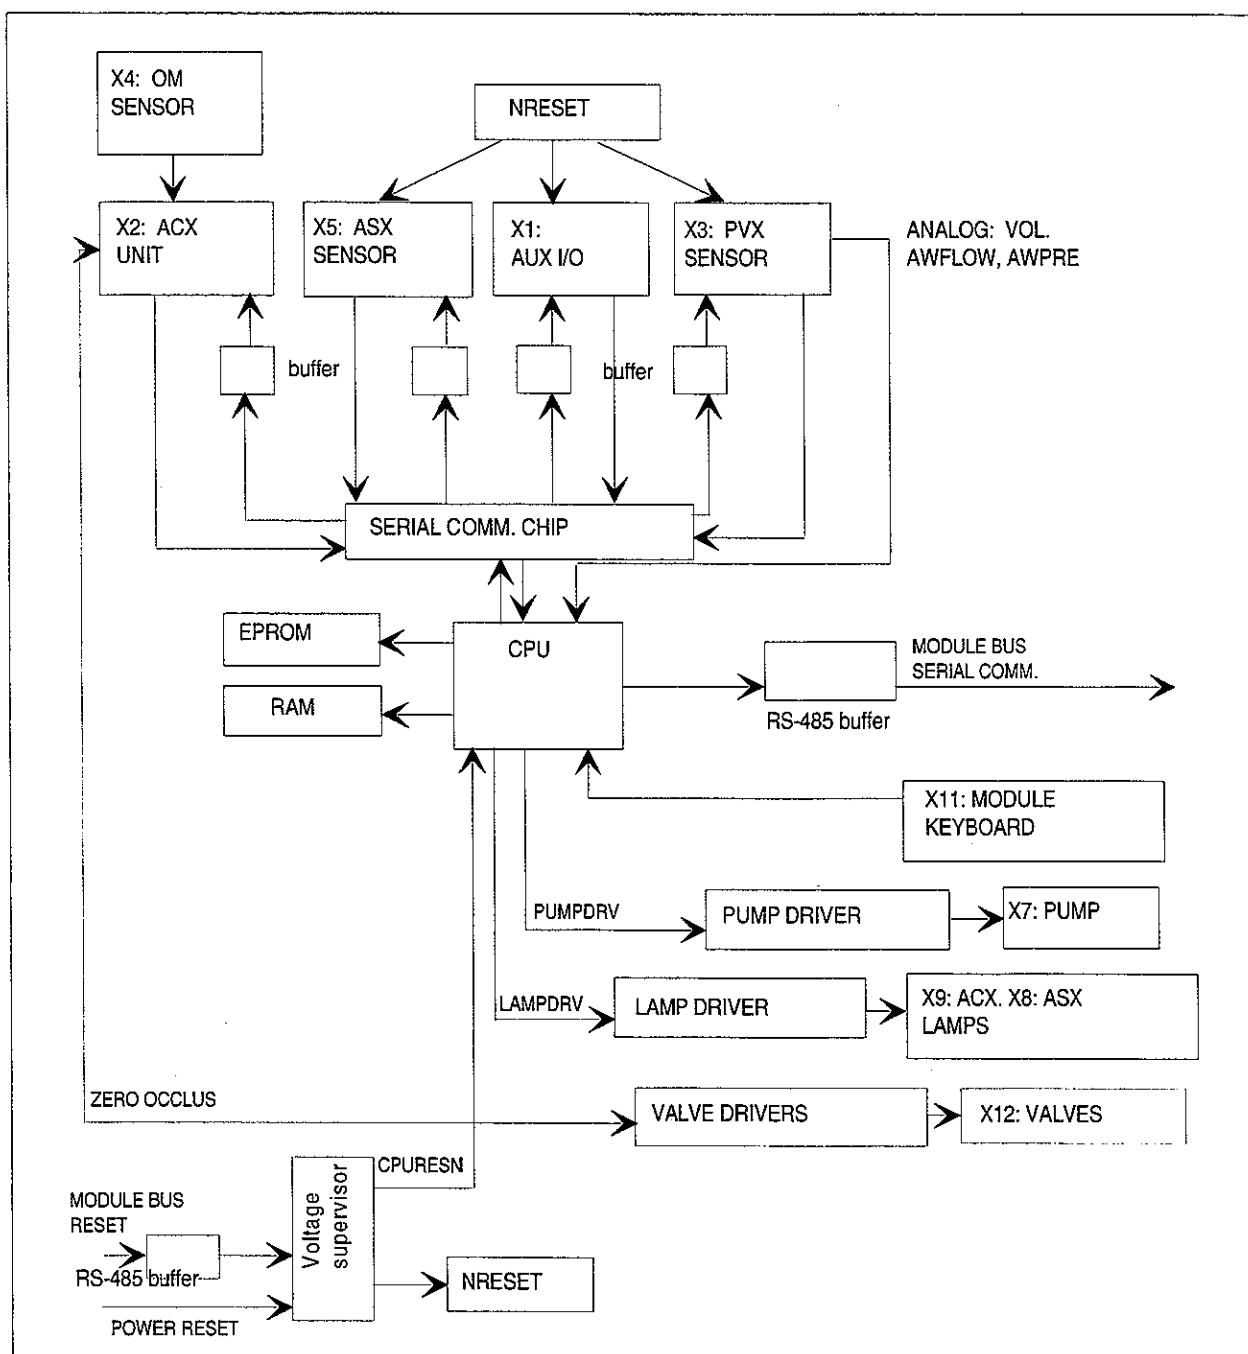 X4: OM
SENSOR
NRESET
X2: ACX
UNIT
X5: ASX
SENSOR
X1:
AUX I/O
X3: PVX
SENSOR
ANALOG: VOL.
AWFLOW, AWPRE
buffer
buffer
SERIAL COMM. CHIP
EPROM
CPU
RAM
MODULE BUS
SERIAL COMM.
RS-485 buffer
X11: MODULE
KEYBOARD
PUMPDRV
PUMP DRIVER
X7: PUMP
LAMPDRV
LAMP DRIVER
X9: ACX. X8: ASX
LAMPS
ZERO OCCLUS
VALVE DRIVERS
X12: VALVES
CPURESN
Voltage
supervisor
MODULE BUS
RESET
RS-485 buffer
NRESET
POWER RESET